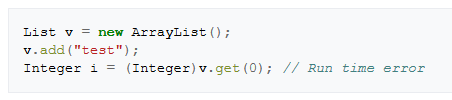 List v = new ArrayList();
v.add("test");
Integer i = (Integer)v.get(0); // Run time error